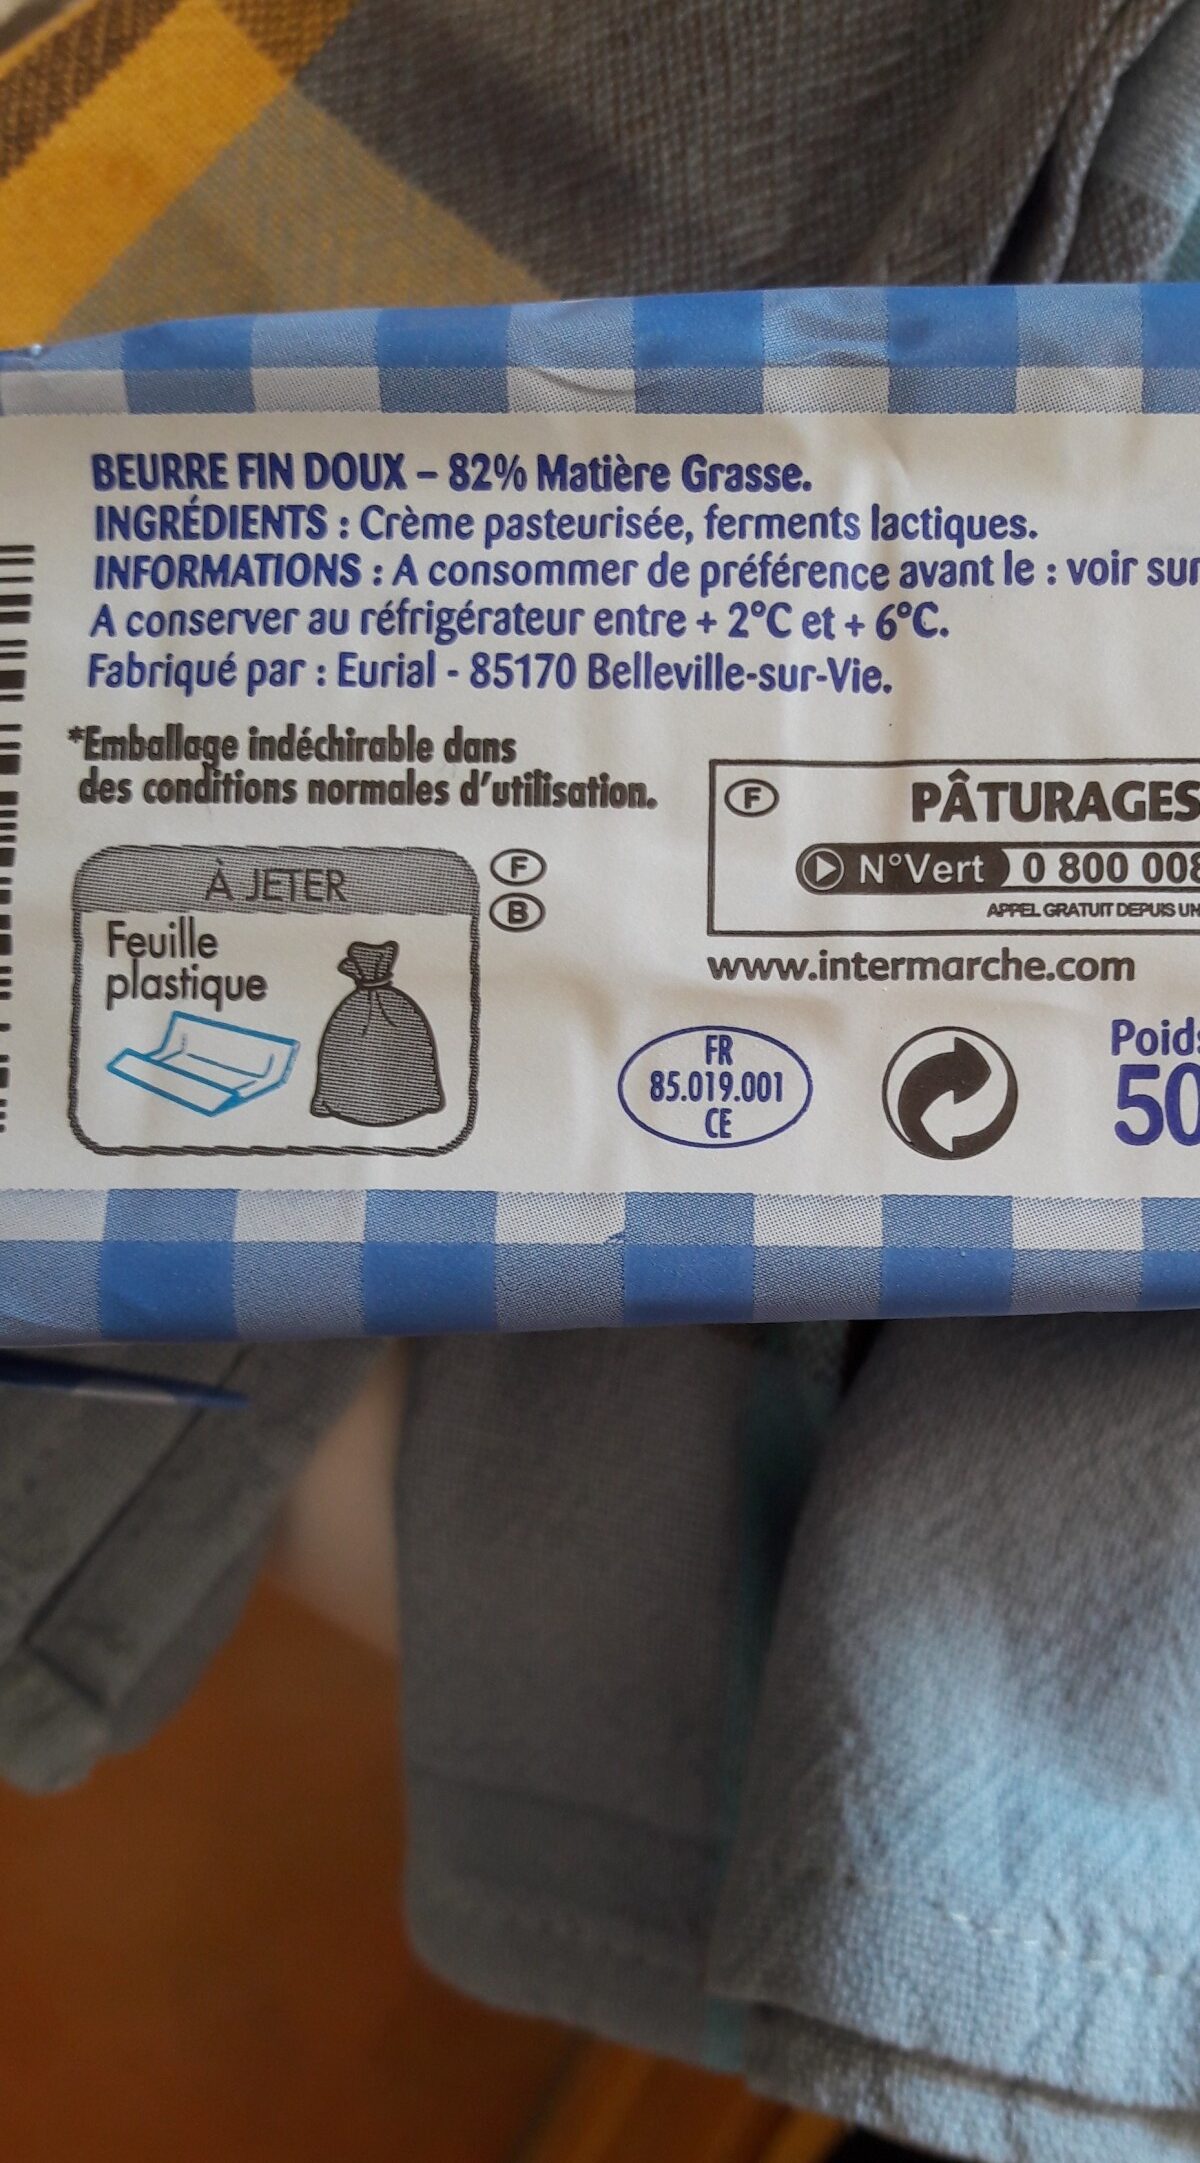 BEURRE FIN DOUX – 82% Matière Grasse.
INGRÉDIENTS : Crème pasteurisée, ferments lactiques.
INFORMATIONS : A consommer de préférence avant le : voir sur
A conserver au réfrigérateur entre + 2°C et + 6°C.
Fabriqué par : Eurial - 85170 Belleville-sur-Vie.
*Emballage indéchirable dans
des conditions normales d'utilisation.
À JETER
Feuille
plastique
F
B
F
PÂTURAGES
N°Vert 0 800 008
APPEL GRATUIT DEPUIS UN
www.intermarche.com
FR
85.019.001
CE
Poids
50